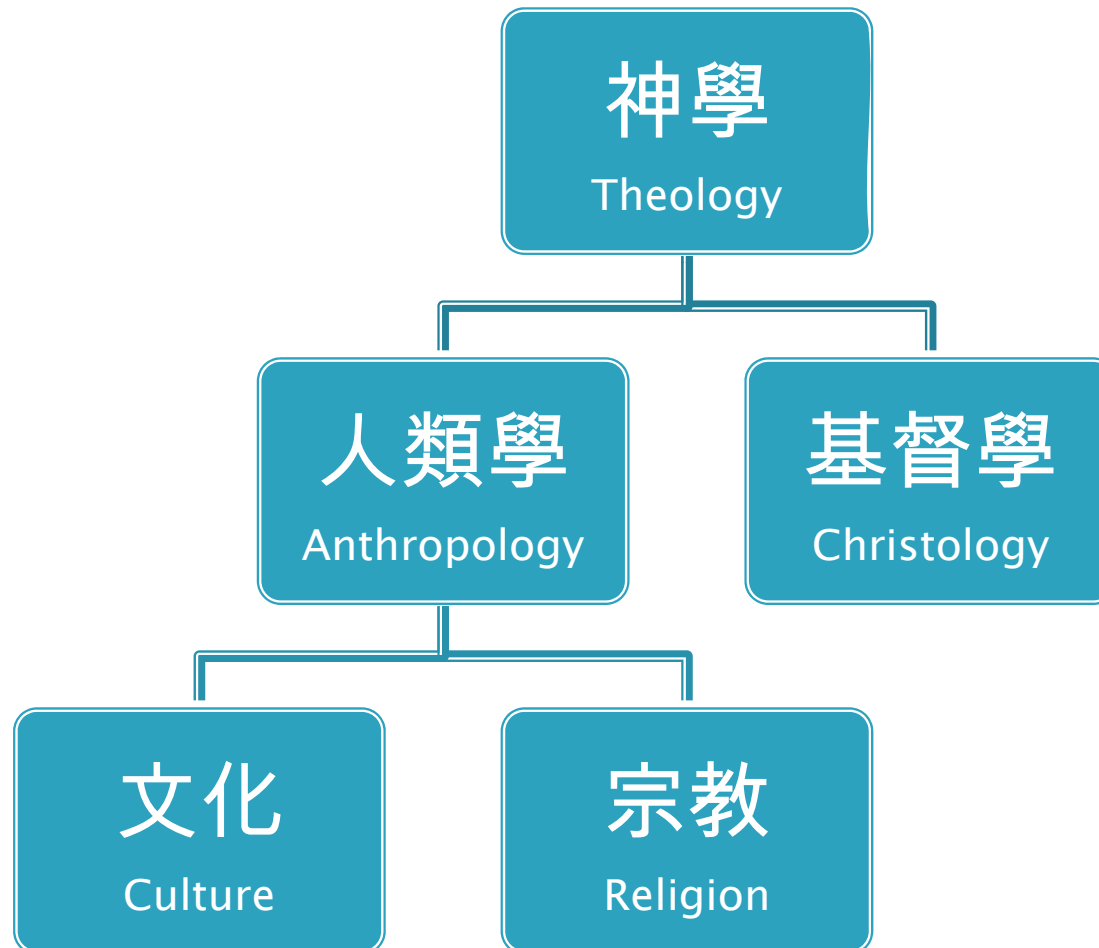 神學
Theology
人類學
Anthropology
基督學
Christology
文化
Culture
宗教
Religion